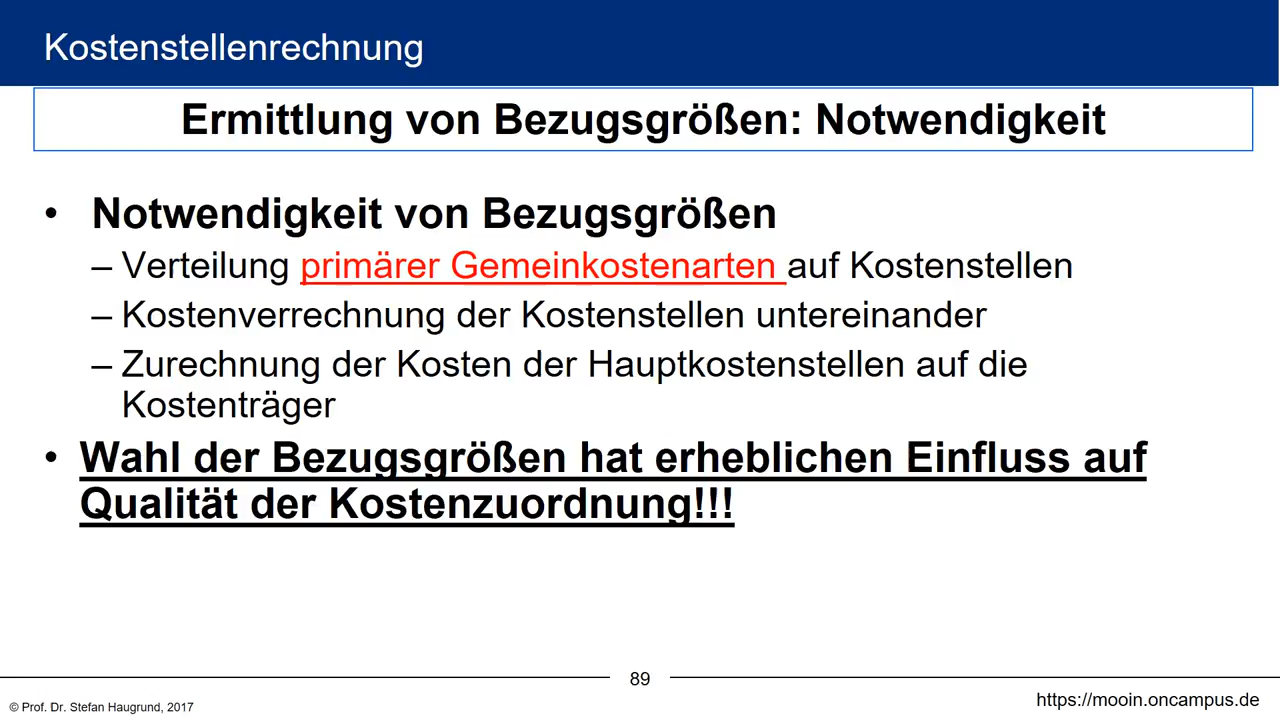 Kostenstellenrechnung
Ermittlung von Bezugsgrößen: Notwendigkeit
• Notwendigkeit von Bezugsgrößen
– Verteilung primärer Gemeinkostenarten auf Kostenstellen
– Kostenverrechnung der Kostenstellen untereinander
– Zurechnung der Kosten der Hauptkostenstellen auf die
Kostenträger
• Wahl der Bezugsgrößen hat erheblichen Einfluss auf
Qualität der Kostenzuordnung!!!
89
© Prof. Dr. Stefan Haugrund, 2017
https://mooin.oncampus.de